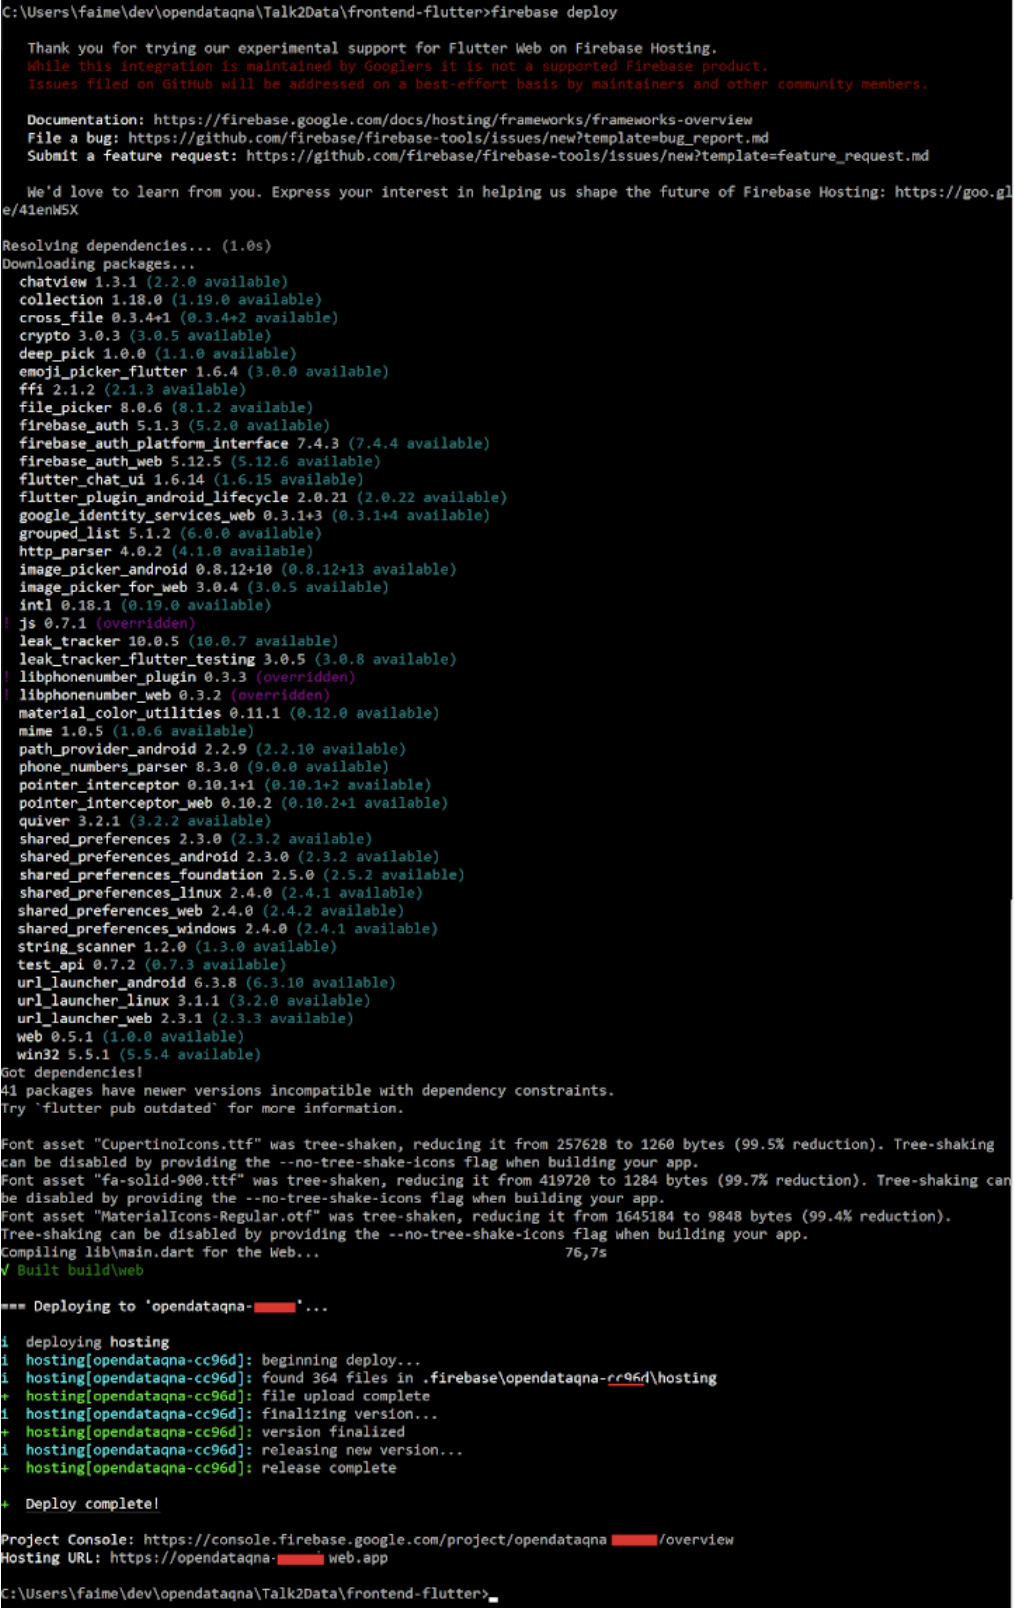 C:\Users\faime\dev\opendataqna\Talk2Data\frontend-flutter>firebase deploy
Thank you for trying our experimental support for Flutter Web on Firebase Hosting.
While this integration is maintained by Googlers it is not a supported Firebase product.
Issues filed on GitHub will be addressed on a best-effort basis by maintainers and other community members.
Documentation: https://firebase.google.com/docs/hosting/frameworks/frameworks-overview
File a bug: https://github.com/firebase/firebase-tools/issues/new?template=bug_report.md
Submit a feature request: https://github.com/firebase/firebase-tools/issues/new?template=feature_request.md
We'd love to learn from you. Express your interest in helping us shape the future of Firebase Hosting: https://goo.gl
e/41enW5X
Resolving dependencies... (1.0s)
Downloading packages...
chatview 1.3.1 (2.2.0 available)
collection 1.18.0 (1.19.0 available)
cross_file 0.3.4+1 (0.3.4+2 available)
crypto 3.0.3 (3.0.5 available)
deep_pick 1.0.0 (1.1.0 available)
emoji_picker_flutter 1.6.4 (3.0.0 available)
ffi 2.1.2 (2.1.3 available)
file_picker 8.0.6 (8.1.2 available)
firebase_auth 5.1.3 (5.2.0 available)
firebase_auth_platform_interface 7.4.3 (7.4.4 available)
firebase_auth_web 5.12.5 (5.12.6 available)
flutter_chat_ui 1.6.14 (1.6.15 available)
flutter_plugin_android_lifecycle 2.0.21 (2.0.22 available)
google_identity_services_web 0.3.1+3 (0.3.1+4 available)
grouped_list 5.1.2 (6.0.0 available)
http_parser 4.0.2 (4.1.0 available)
image_picker_android 0.8.12+10 (0.8.12+13 available)
image_picker_for_web 3.0.4 (3.0.5 available)
intl 0.18.1 (0.19.0 available)
! js 0.7.1 (overridden)
leak_tracker 10.0.5 (10.0.7 available)
leak_tracker_flutter_testing 3.0.5 (3.0.8 available)
! libphonenumber_plugin 0.3.3 (overridden)
! libphonenumber_web 0.3.2 (overridden)
material_color_utilities 0.11.1 (0.12.0 available)
mime 1.0.5 (1.0.6 available)
path_provider_android 2.2.9 (2.2.10 available)
phone_numbers_parser 8.3.0 (9.0.0 available)
pointer_interceptor 0.10.1+1 (0.10.1+2 available)
pointer_interceptor_web 0.10.2 (0.10.2+1 available)
quiver 3.2.1 (3.2.2 available)
shared_preferences 2.3.0 (2.3.2 available)
shared_preferences_android 2.3.0 (2.3.2 available)
shared_preferences_foundation 2.5.0 (2.5.2 available)
shared_preferences_linux 2.4.0 (2.4.1 available)
shared_preferences_web 2.4.0 (2.4.2 available)
shared_preferences_windows 2.4.0 (2.4.1 available)
string_scanner 1.2.0 (1.3.0 available)
test_api 0.7.2 (0.7.3 available)
url_launcher_android 6.3.8 (6.3.10 available)
url_launcher_linux 3.1.1 (3.2.0 available)
url_launcher_web 2.3.1 (2.3.3 available)
web 0.5.1 (1.0.0 available)
win32 5.5.1 (5.5.4 available)
Got dependencies!
41 packages have newer versions incompatible with dependency constraints.
Try `flutter pub outdated` for more information.
Font asset "CupertinoIcons.ttf" was tree-shaken, reducing it from 257628 to 1260 bytes (99.5% reduction). Tree-shaking
can be disabled by providing the --no-tree-shake-icons flag when building your app.
Font asset "fa-solid-900.ttf" was tree-shaken, reducing it from 419720 to 1284 bytes (99.7% reduction). Tree-shaking can
be disabled by providing the --no-tree-shake-icons flag when building your app.
Font asset "MaterialIcons-Regular.otf" was tree-shaken, reducing it from 1645184 to 9848 bytes (99.4% reduction).
Tree-shaking can be disabled by providing the --no-tree-shake-icons flag when building your app.
Compiling lib\main.dart for the Web... 76,7s
√ Built build\web
=== Deploying to 'opendataqna- '...
i deploying hosting
i hosting[opendataqna-cc96d]: beginning deploy...
i hosting[opendataqna-cc96d]: found 364 files in .firebase\opendataqna-cc96d\hosting
+ hosting[opendataqna-cc96d]: file upload complete
i hosting[opendataqna-cc96d]: finalizing version...
+ hosting[opendataqna-cc96d]: version finalized
i hosting[opendataqna-cc96d]: releasing new version...
+ hosting[opendataqna-cc96d]: release complete
+ Deploy complete!
Project Console: https://console.firebase.google.com/project/opendataqna /overview
Hosting URL: https://opendataqna- web.app
C:\Users\faime\dev\opendataqna\Talk2Data\frontend-flutter>_